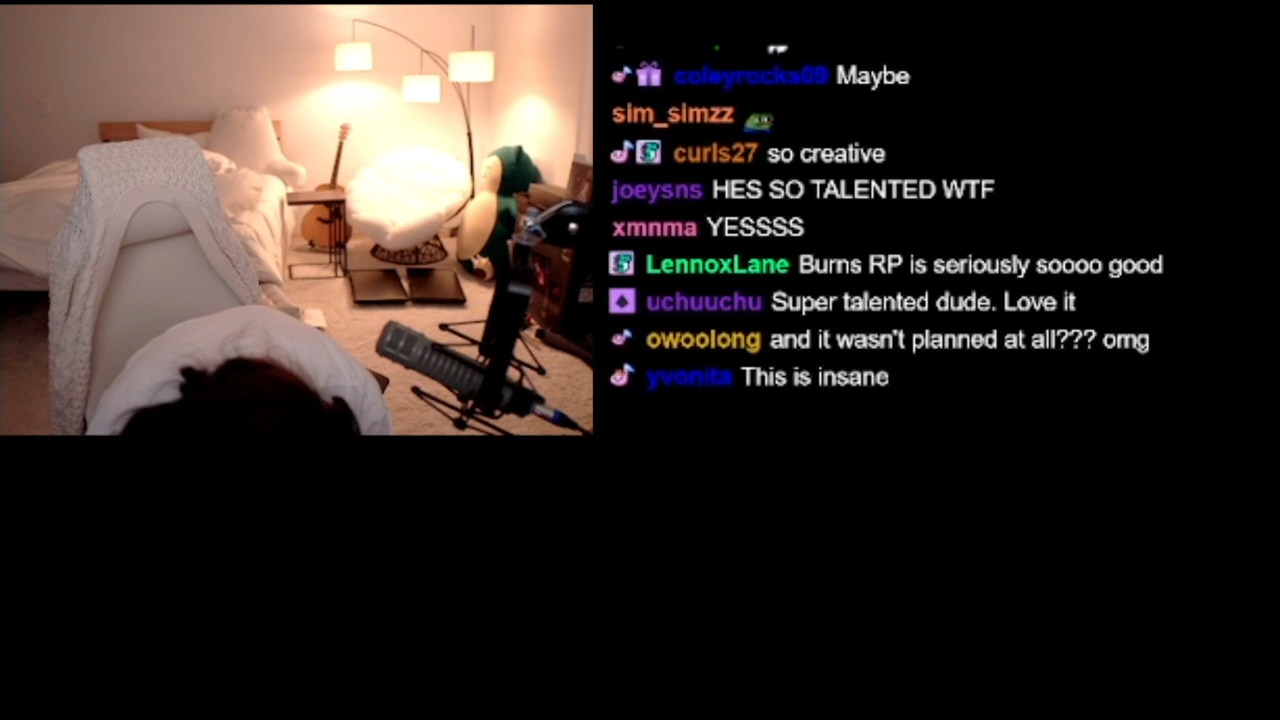 coleyrocks09 Maybe
sim_simzz
curls27 so creative
joeysns HES SO TALENTED WTF
xmnma YESSSS
LennoxLane Burns RP is seriously soooo good
uchuuchu Super talented dude. Love it
owoolong and it wasn't planned at all??? omg
yvonita This is insane